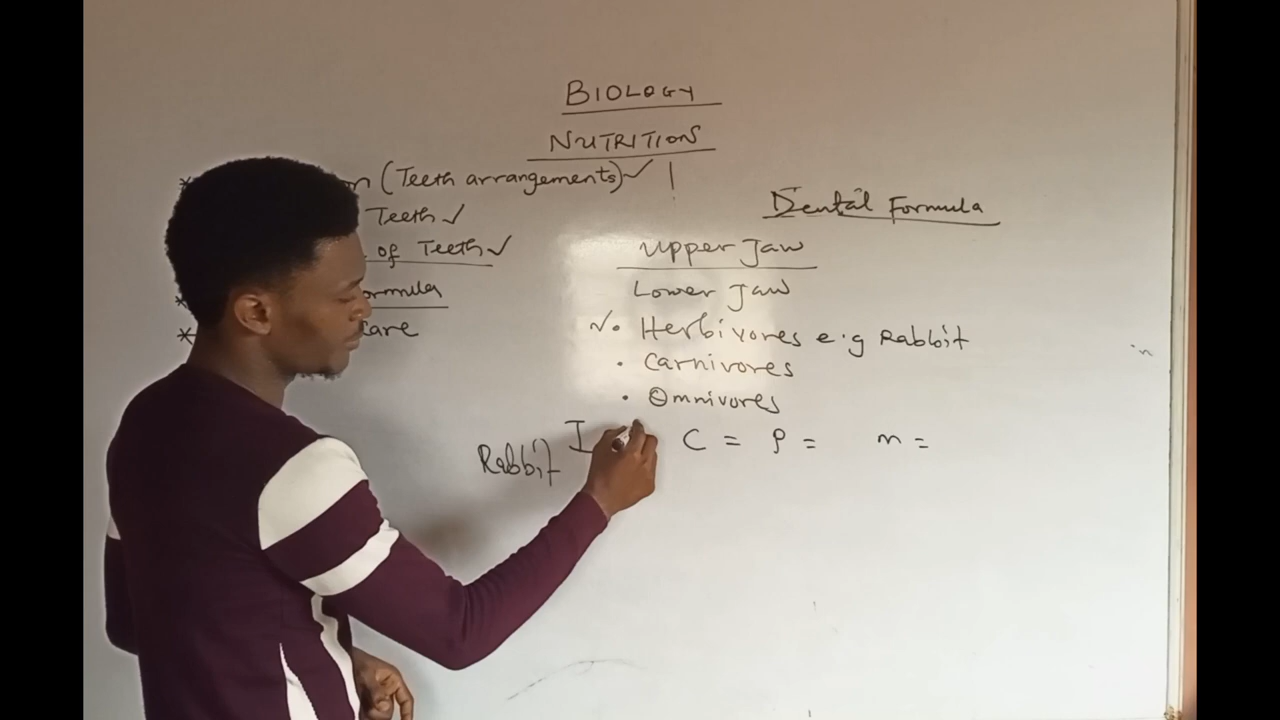 BIOLOGY
NUTRITION
* (Teeth arrangements)✓
Teeth ✓
of Teeth ✓
* ormula
* care
Dental Formula
Upper Jaw
Lower Jaw
✓• Herbivores e.g Rabbit
• Carnivores
• Omnivores
Rabbit I C = P = m =